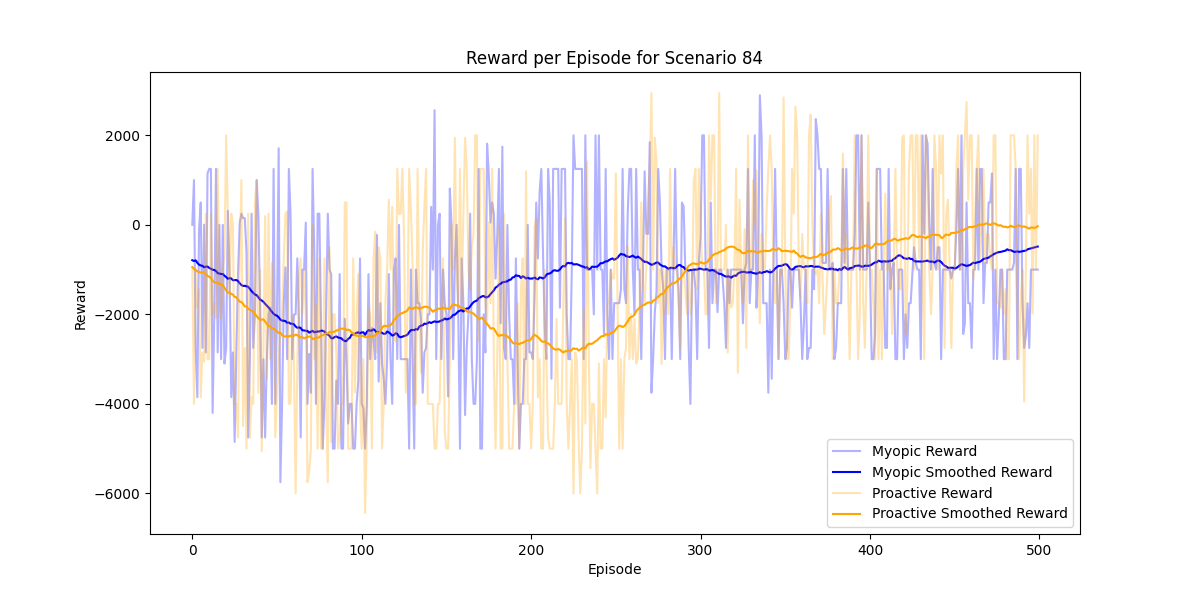 Reward per Episode for Scenario 84
Reward
2000
0
−2000
−4000
−6000
0 100 200 300 400 500
Episode
Myopic Reward
Myopic Smoothed Reward
Proactive Reward
Proactive Smoothed Reward